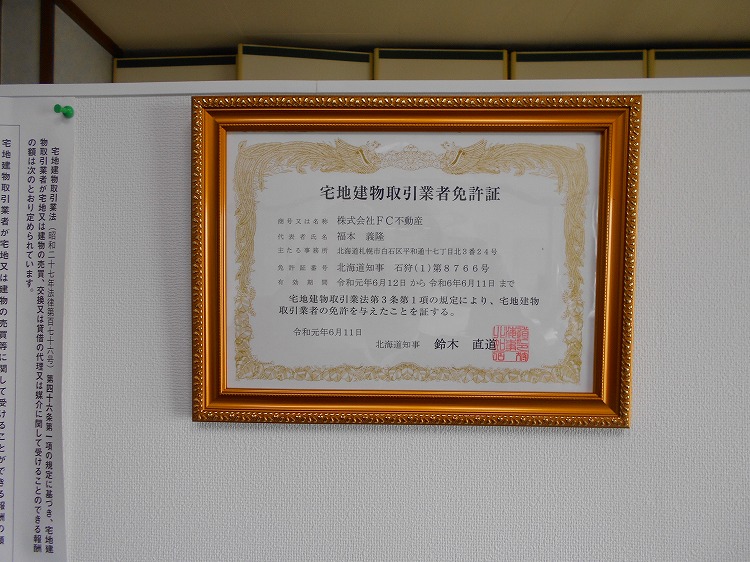 宅地建物取引業者免許証
商号又は名称 株式会社FC不動産
代表者氏名 福本 義隆
主たる事務所 北海道札幌市白石区平和通十七丁目北3番24号
免許証番号 北海道知事 石狩(1)第8766号
有効期間 令和元年6月12日から令和6年6月11日まで
宅地建物取引業法第3条第1項の規定により、宅地建物
取引業者の免許を与えたことを証する。
令和元年6月11日
北海道知事 鈴木 直道
宅地建物取引業法(昭和二十七年法律第百七十六号)第四十六条第一項の規定に基づき、宅地建
物取引業者が宅地又は建物の売買、交換又は貸借の代理又は媒介に関して受けることのできる報酬
の額は次のとおり定められています。
宅地建物取引業者が宅地又は建物の売買等に関して受けることができる報酬の額